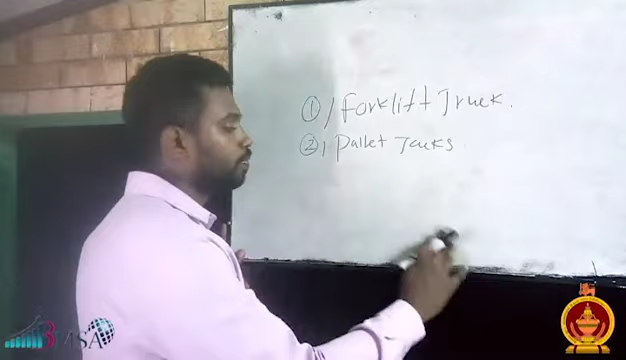 ①, Forklift Truck.
②, Pallet Jacks.